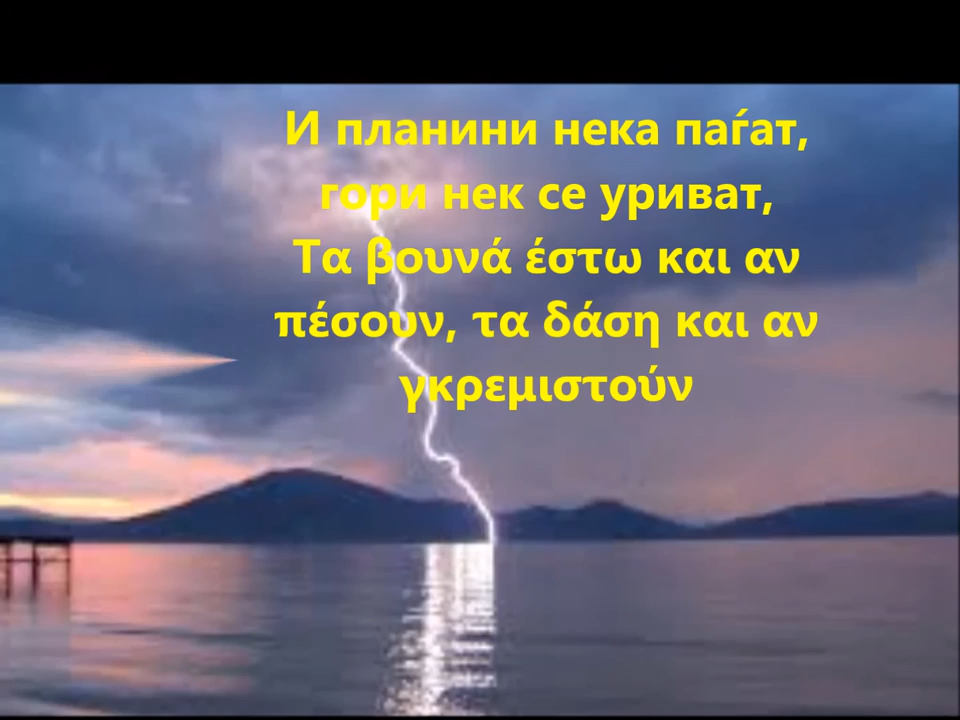 И планини нека паѓат,
гори нек се уриват,
Τα βουνά έστω και αν
πέσουν, τα δάση και αν
γκρεμιστούν